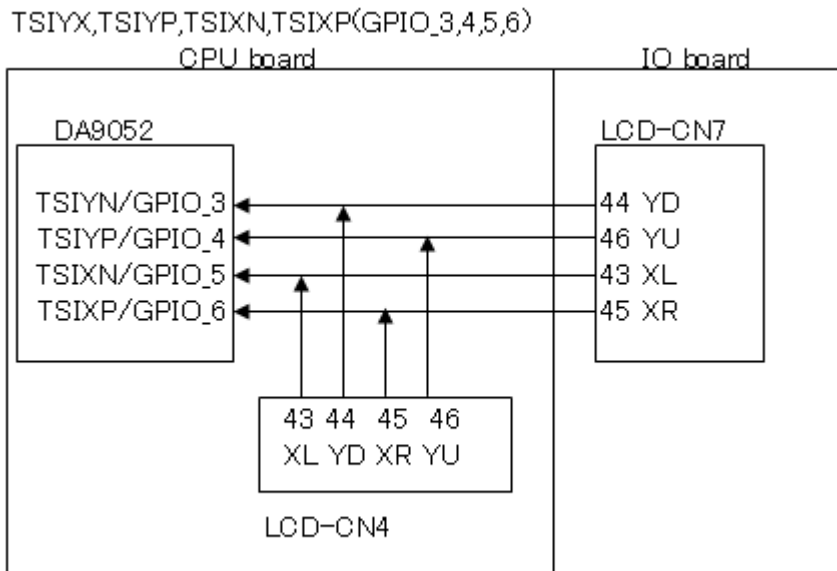 TSIYX,TSIYP,TSIXN,TSIXP(GPIO_3,4,5,6)
CPU board IO board
DA9052 LCD-CN7
TSIYN/GPIO_3 44 YD
TSIYP/GPIO_4 46 YU
TSIXN/GPIO_5 43 XL
TSIXP/GPIO_6 45 XR
43 44 45 46
XL YD XR YU
LCD-CN4